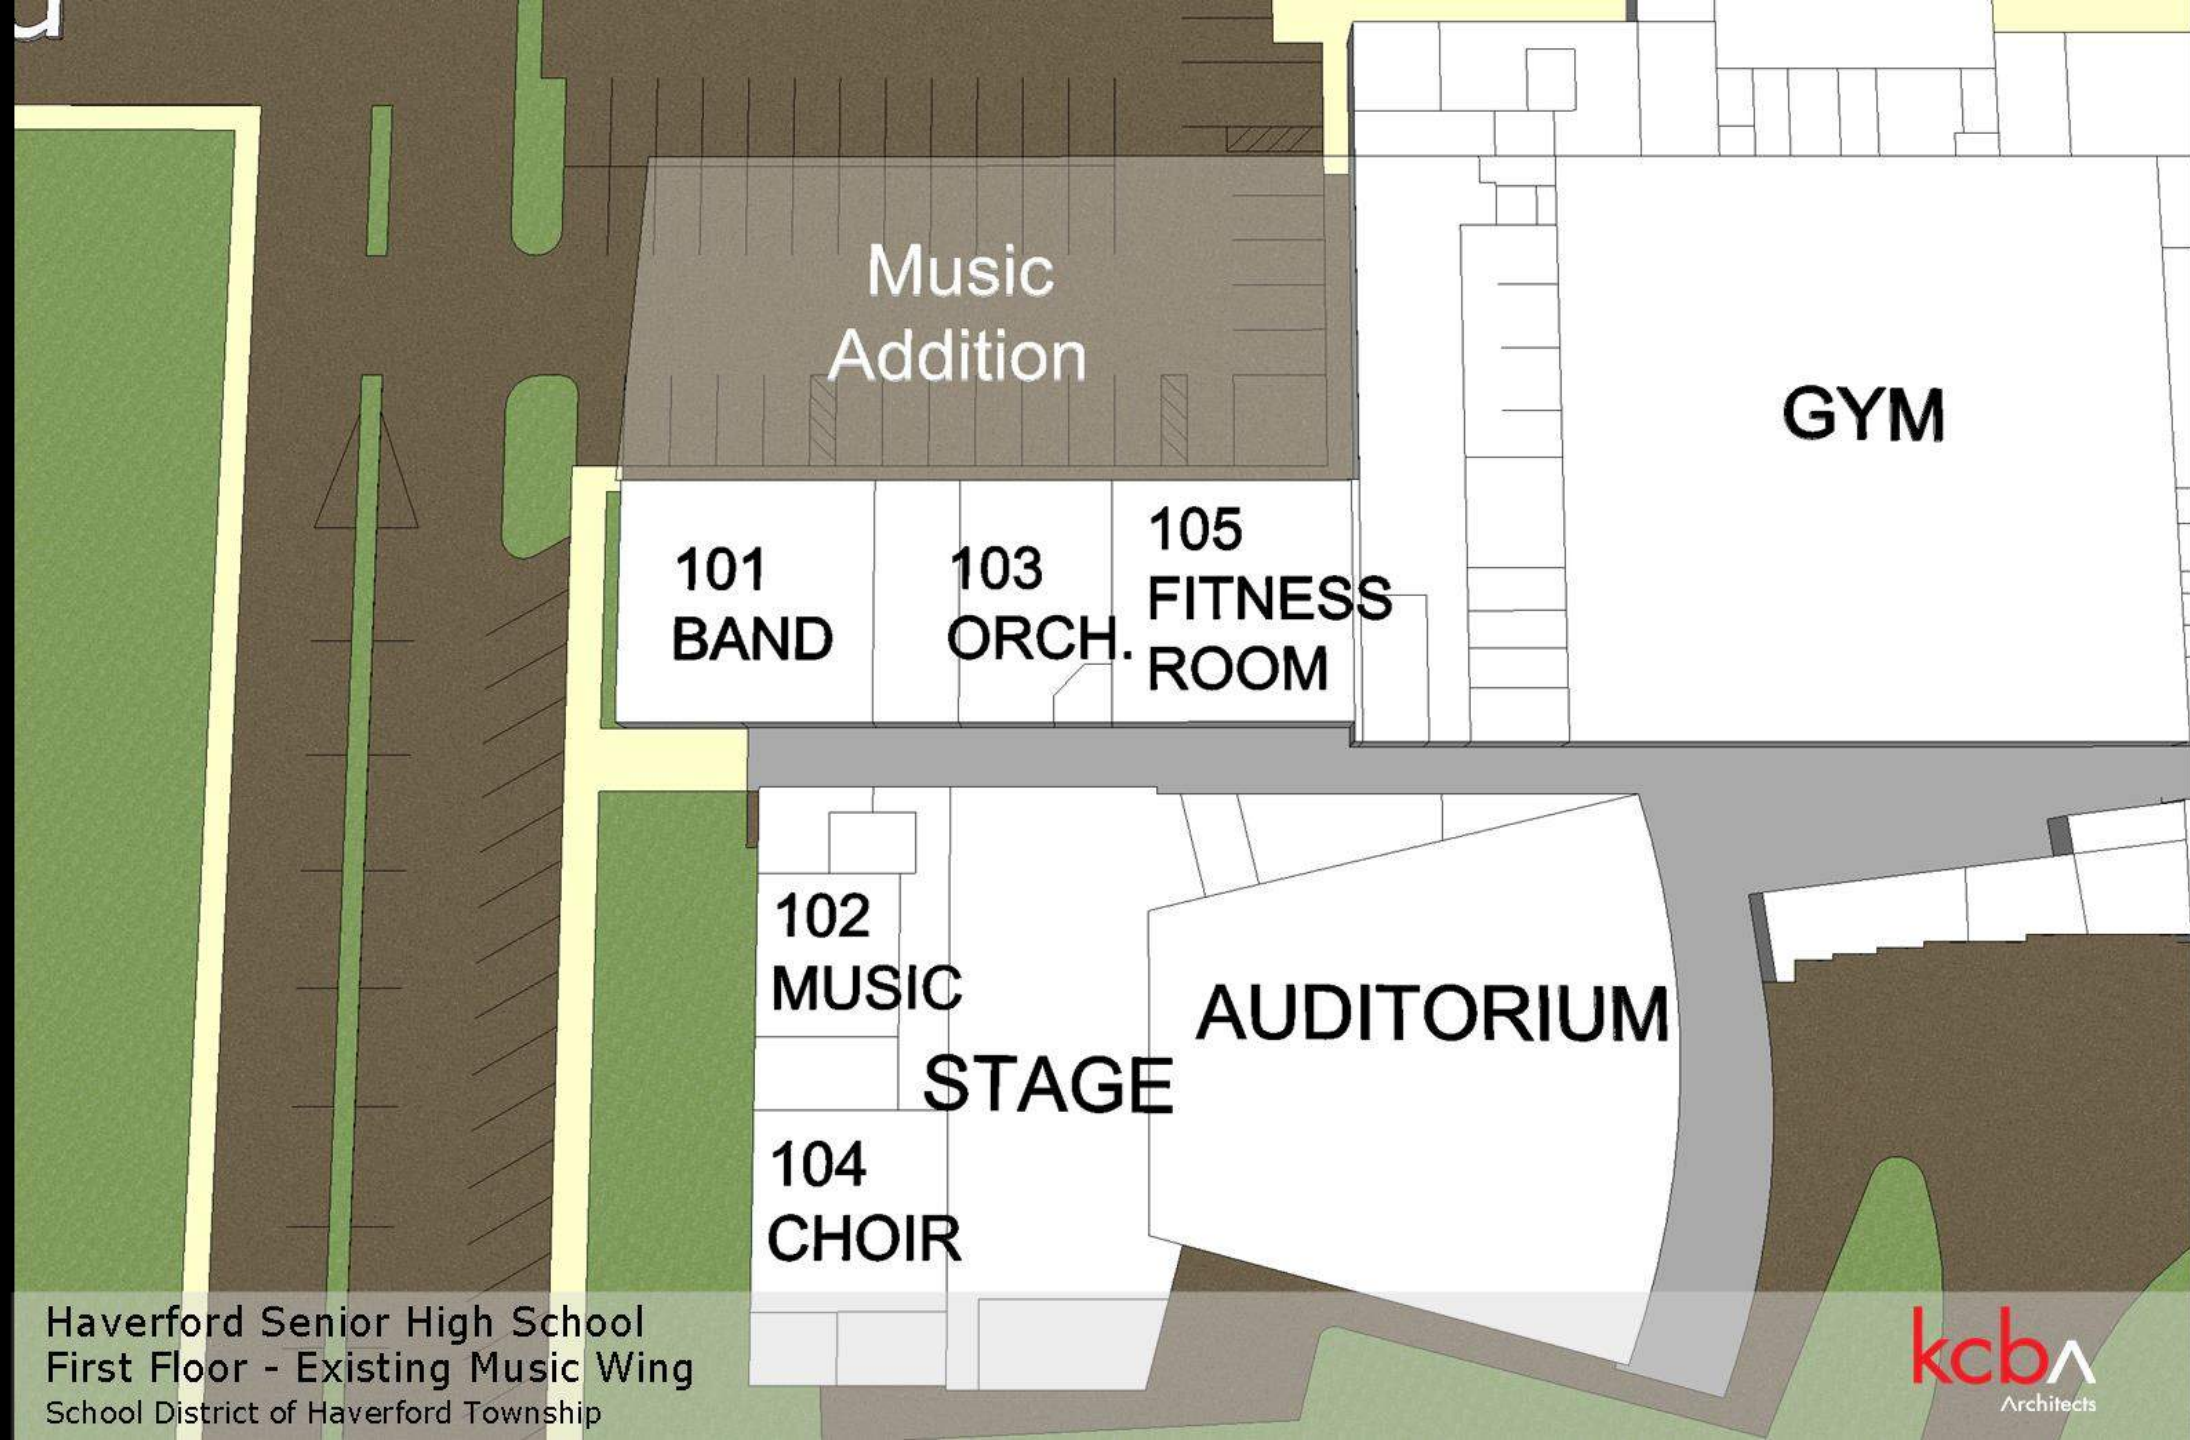 Music
Addition
GYM
101
BAND
103
ORCH.
105
FITNESS
ROOM
102
MUSIC
STAGE
AUDITORIUM
104
CHOIR
Haverford Senior High School
First Floor - Existing Music Wing
School District of Haverford Township
kcba
Architects